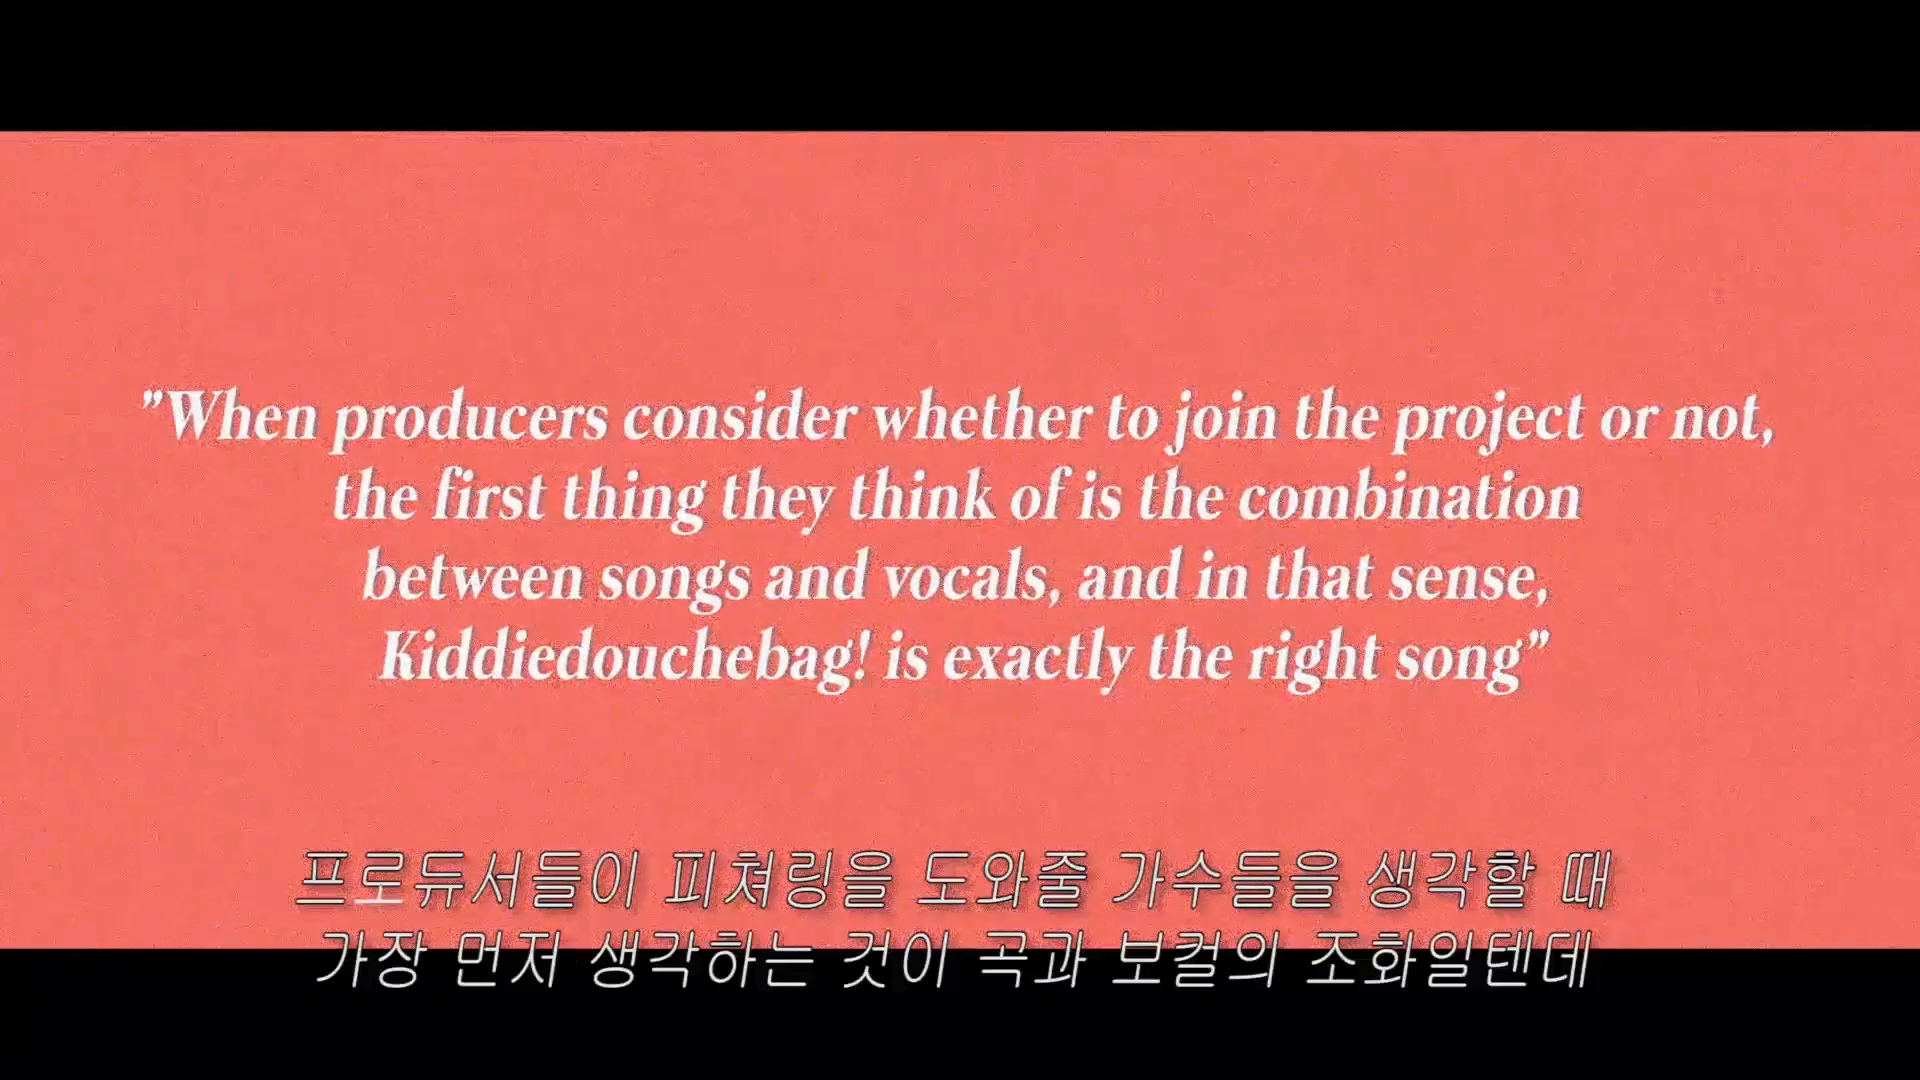 ”When producers consider whether to join the project or not,
the first thing they think of is the combination
between songs and vocals, and in that sense,
Kiddiedouchebag! is exactly the right song”
프로듀서들이 피쳐링을 도와줄 가수들을 생각할 때
가장 먼저 생각하는 것이 곡과 보컬의 조화일텐데